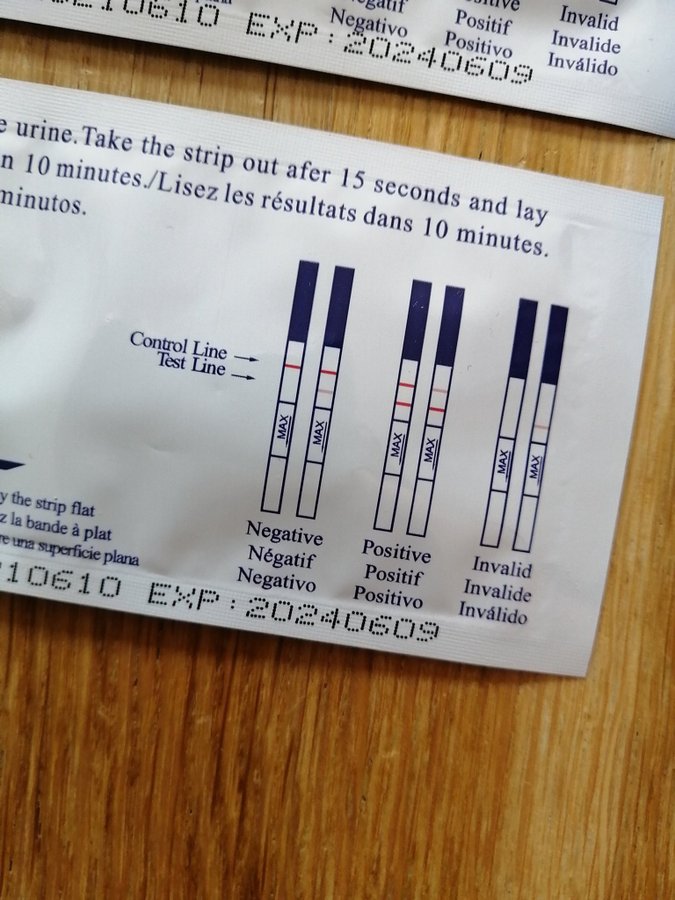 210610 EXP:20240609
Negatif
Negativo
Positive
Positif
Positivo
Invalid
Invalide
Inválido
e urine.Take the strip out afer 15 seconds and lay
n 10 minutes./Lisez les résultats dans 10 minutes.
minutos.
Control Line
Test Line
MAX
MAX
MAX
MAX
MAX
MAX
Negative
Négatif
Negativo
Positive
Positif
Positivo
Invalid
Invalide
Inválido
y the strip flat
z la bande à plat
re una superficie plana
210610 EXP:20240609